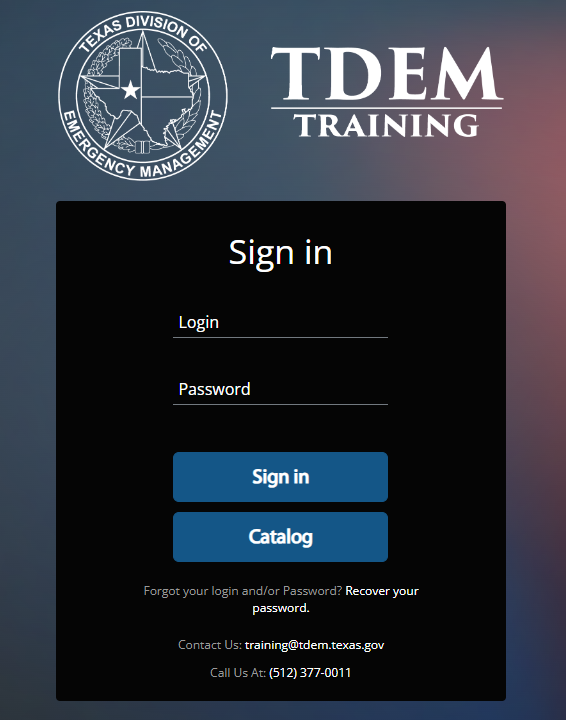 TEXAS DIVISION OF
EMERGENCY MANAGEMENT
TDEM
TRAINING
Sign in
Login
Password
Sign in
Catalog
Forgot your login and/or Password? Recover your
password.
Contact Us: training@tdem.texas.gov
Call Us At: (512) 377-0011